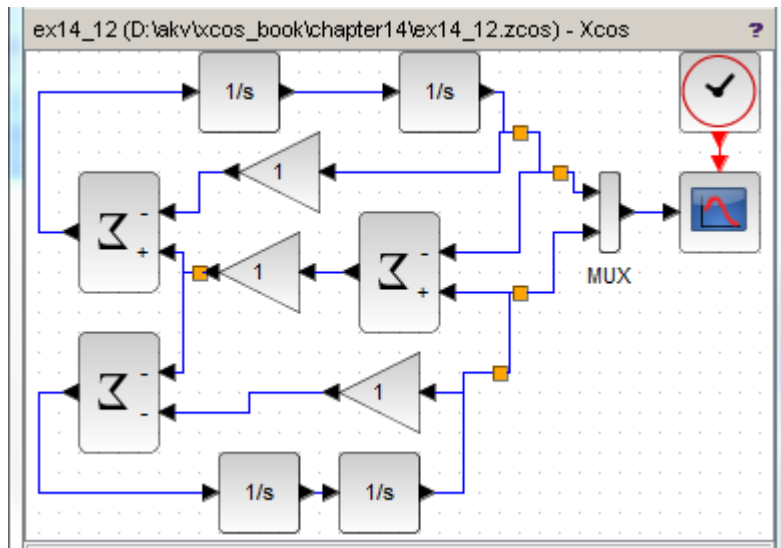 ex14_12 (D:\akv\xcos_book\chapter14\ex14_12.zcos) - Xcos ?
1/s 1/s
1
Σ - +
1
Σ - +
MUX
Σ - -
1
1/s 1/s